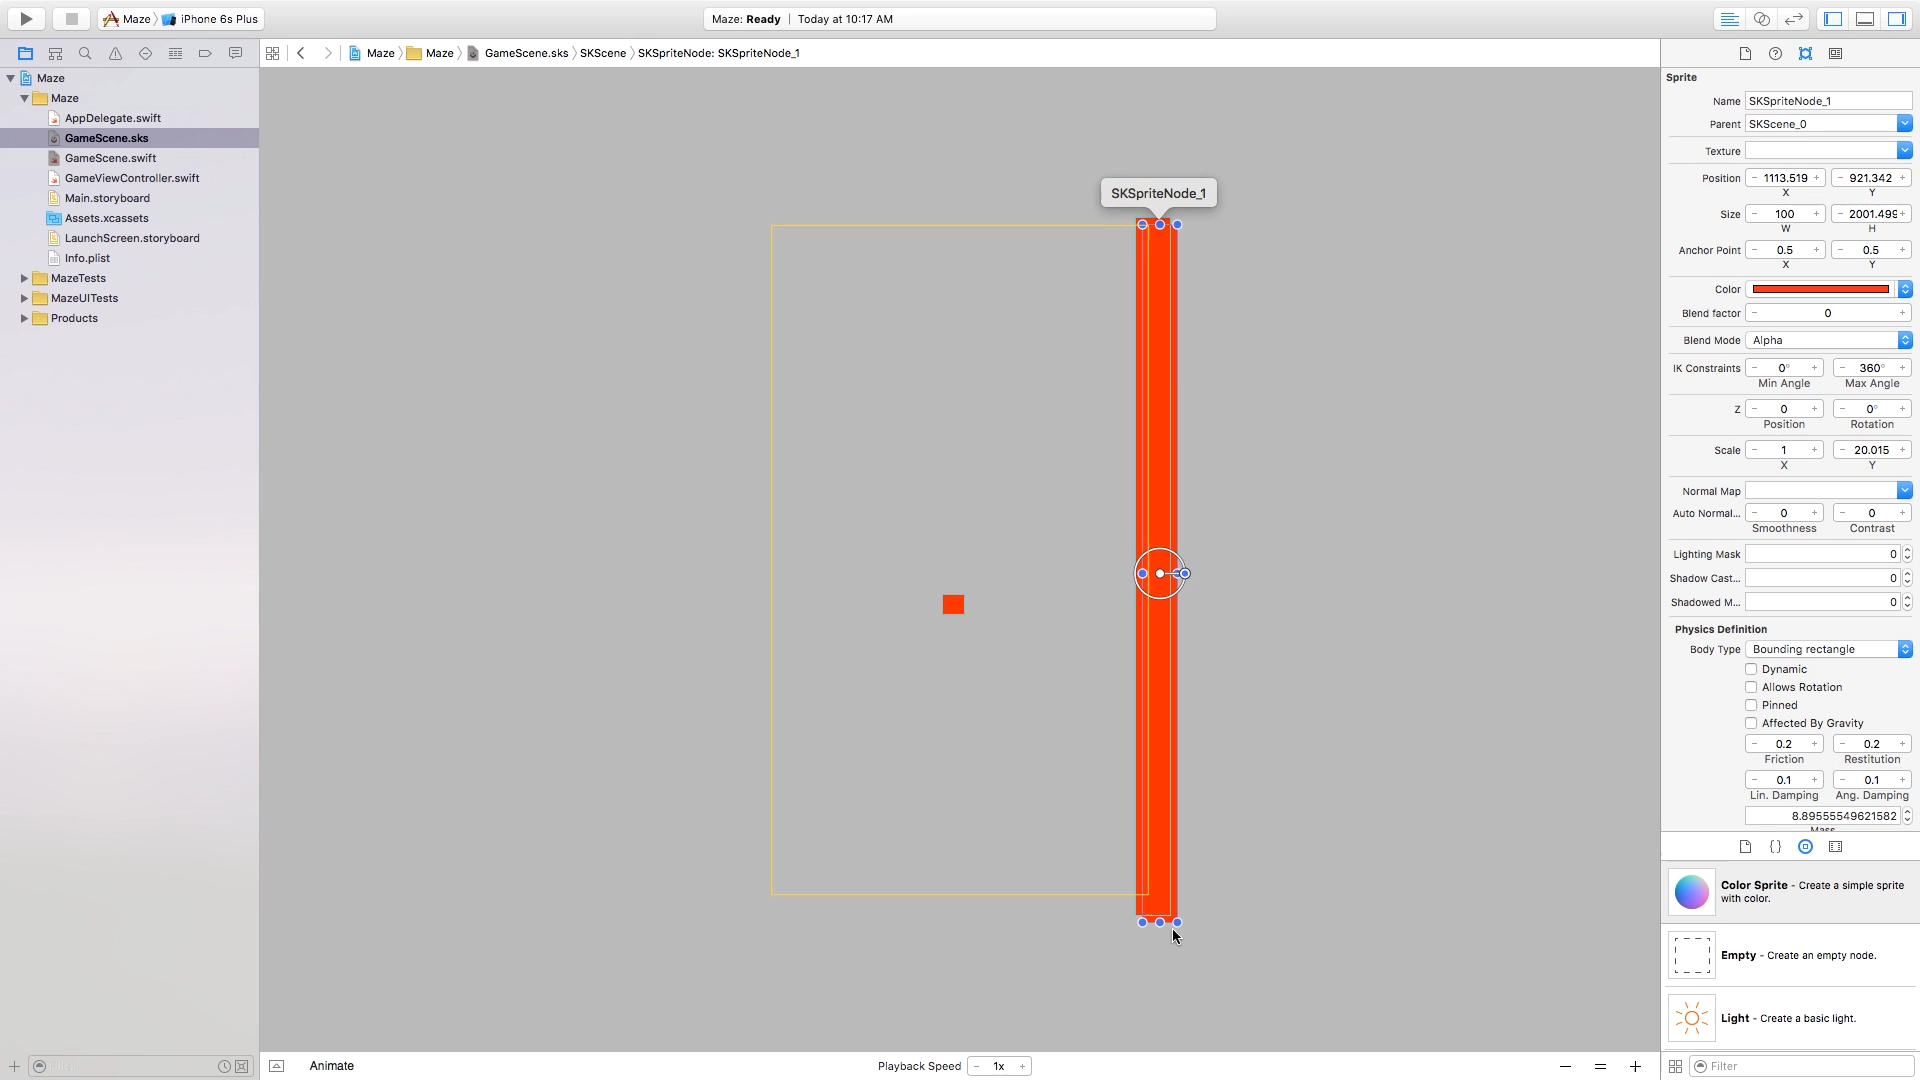 Maze
iPhone 6s Plus
Maze: Ready
Today at 10:17 AM
Maze
Maze
GameScene.sks
SKScene
SKSpriteNode: SKSpriteNode_1
Maze
Maze
AppDelegate.swift
GameScene.sks
GameScene.swift
GameViewController.swift
Main.storyboard
Assets.xcassets
LaunchScreen.storyboard
Info.plist
MazeTests
MazeUITests
Products
SKSpriteNode_1
Sprite
Name SKSpriteNode_1
Parent SKScene_0
Texture
Position − 1113.519 + − 921.342 +
X Y
Size − 100 + − 2001.499 +
W H
Anchor Point − 0.5 + − 0.5 +
X Y
Color
Blend factor − 0 +
Blend Mode Alpha
IK Constraints − 0° + − 360° +
Min Angle Max Angle
Z − 0 + − 0° +
Position Rotation
Scale − 1 + − 20.015 +
X Y
Normal Map
Auto Normal... − 0 + − 0 +
Smoothness Contrast
Lighting Mask 0
Shadow Cast... 0
Shadowed M... 0
Physics Definition
Body Type Bounding rectangle
Dynamic
Allows Rotation
Pinned
Affected By Gravity
− 0.2 + − 0.2 +
Friction Restitution
− 0.1 + − 0.1 +
Lin. Damping Ang. Damping
8.89555549621582
Mass
Color Sprite - Create a simple sprite
with color.
Empty - Create an empty node.
Light - Create a basic light.
Animate
Playback Speed − 1x +
Filter